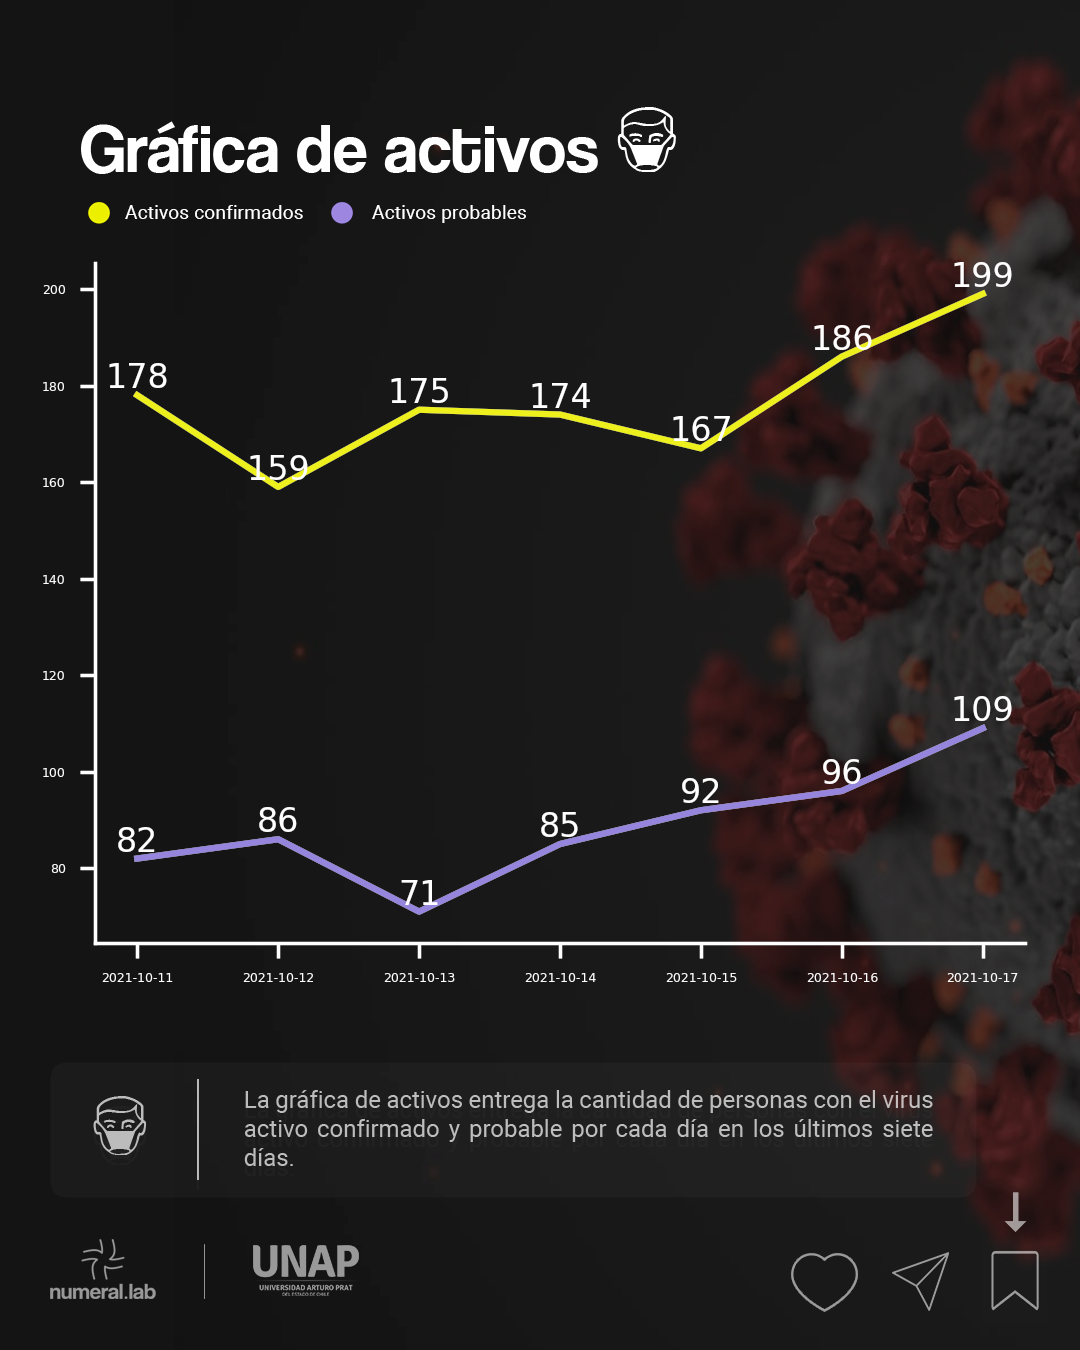 Gráfica de activos
Activos confirmados Activos probables
200
180
160
140
120
100
80
178
159
175
174
167
186
199
82
86
71
85
92
96
109
2021-10-11 2021-10-12 2021-10-13 2021-10-14 2021-10-15 2021-10-16 2021-10-17
La gráfica de activos entrega la cantidad de personas con el virus
activo confirmado y probable por cada día en los últimos siete
días.
numeral.lab
UNAP
UNIVERSIDAD ARTURO PRAT
DEL ESTADO DE CHILE